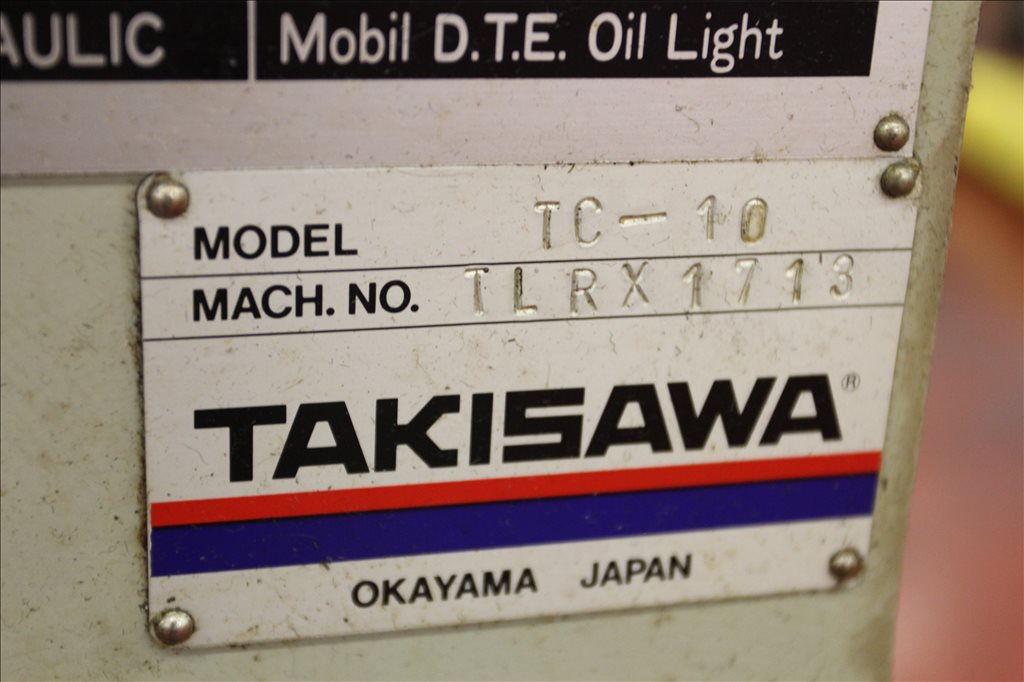 AULIC Mobil D.T.E. Oil Light
MODEL TC-10
MACH. NO. TLRX1713
TAKISAWA®
OKAYAMA JAPAN